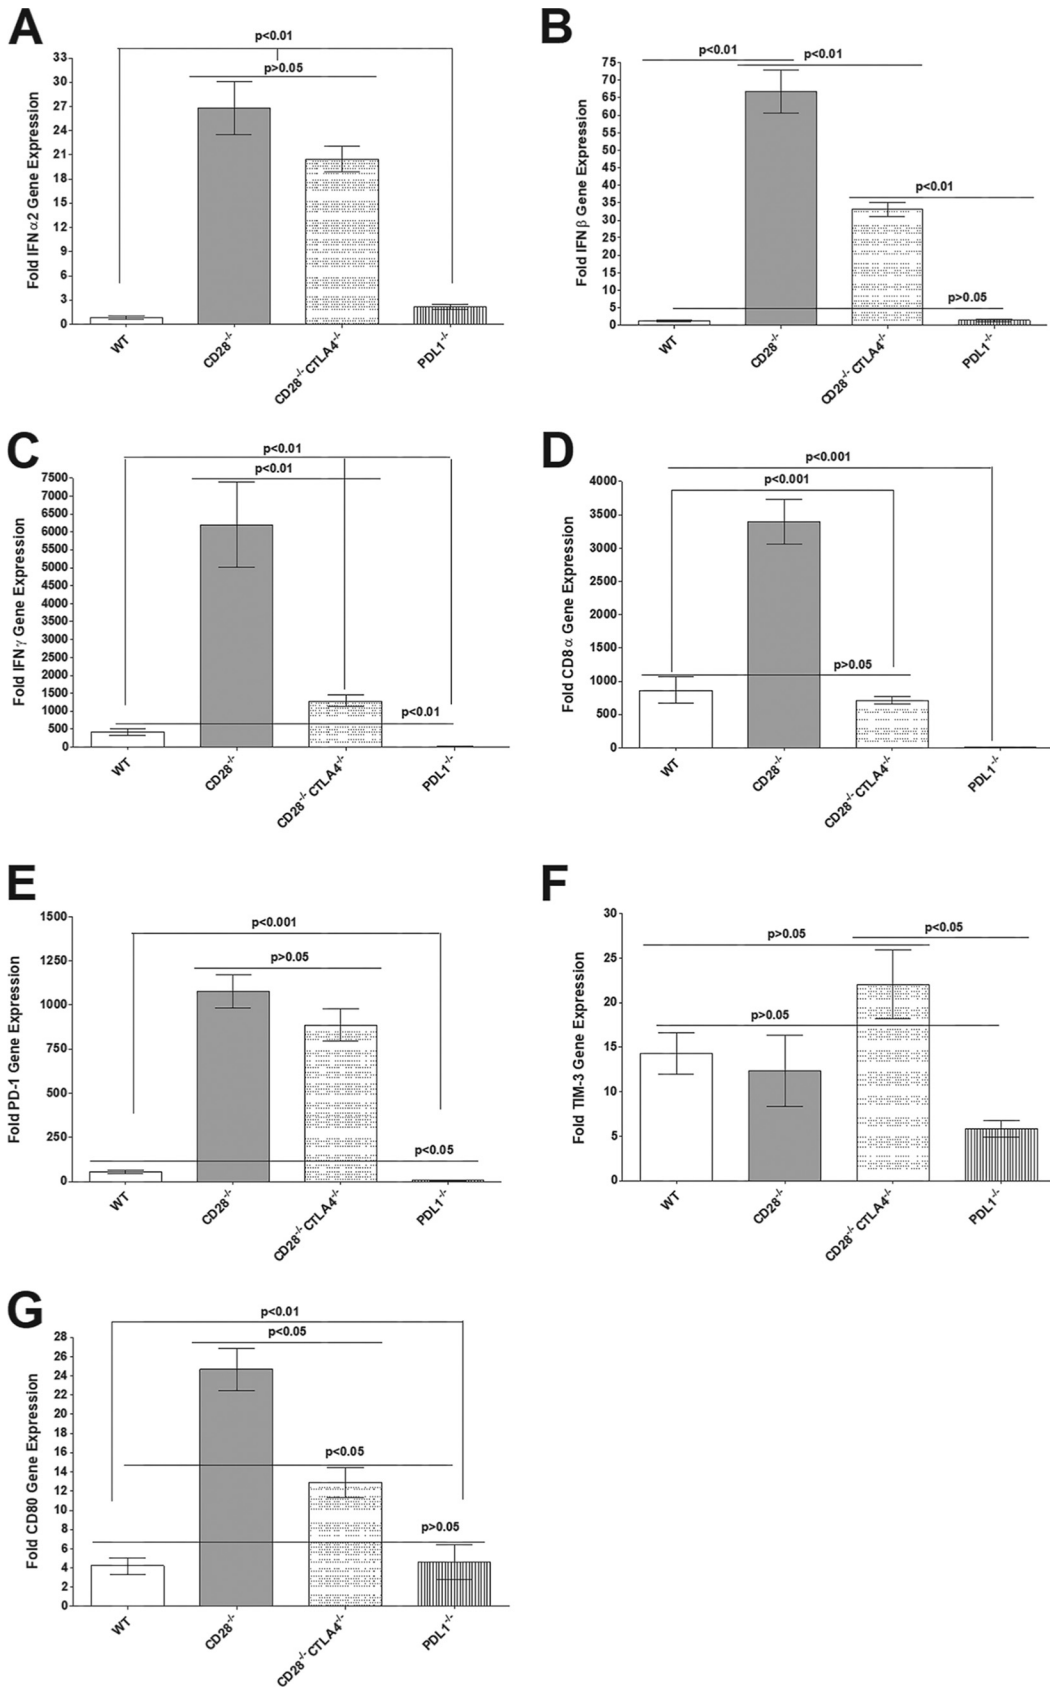 A
p<0.01
p>0.05
Fold IFNα2 Gene Expression
33
30
27
24
21
18
15
12
9
6
3
0
WT
CD28-/-
CD28-/- CTLA4-/-
PDL1-/-
B
p<0.01
p<0.01
p<0.01
p>0.05
Fold IFNβ Gene Expression
75
70
65
60
55
50
45
40
35
30
25
20
15
10
5
0
WT
CD28-/-
CD28-/- CTLA4-/-
PDL1-/-
C
p<0.01
p<0.01
p<0.01
Fold IFNγ Gene Expression
7500
7000
6500
6000
5500
5000
4500
4000
3500
3000
2500
2000
1500
1000
500
0
WT
CD28-/-
CD28-/- CTLA4-/-
PDL1-/-
D
p<0.001
p<0.001
p>0.05
Fold CD8α Gene Expression
4000
3500
3000
2500
2000
1500
1000
500
0
WT
CD28-/-
CD28-/- CTLA4-/-
PDL1-/-
E
p<0.001
p>0.05
p<0.05
Fold PD-1 Gene Expression
1500
1250
1000
750
500
250
0
WT
CD28-/-
CD28-/- CTLA4-/-
PDL1-/-
F
p>0.05
p<0.05
p>0.05
Fold TIM-3 Gene Expression
30
25
20
15
10
5
0
WT
CD28-/-
CD28-/- CTLA4-/-
PDL1-/-
G
p<0.01
p<0.05
p<0.05
p>0.05
Fold CD80 Gene Expression
28
26
24
22
20
18
16
14
12
10
8
6
4
2
0
WT
CD28-/-
CD28-/- CTLA4-/-
PDL1-/-